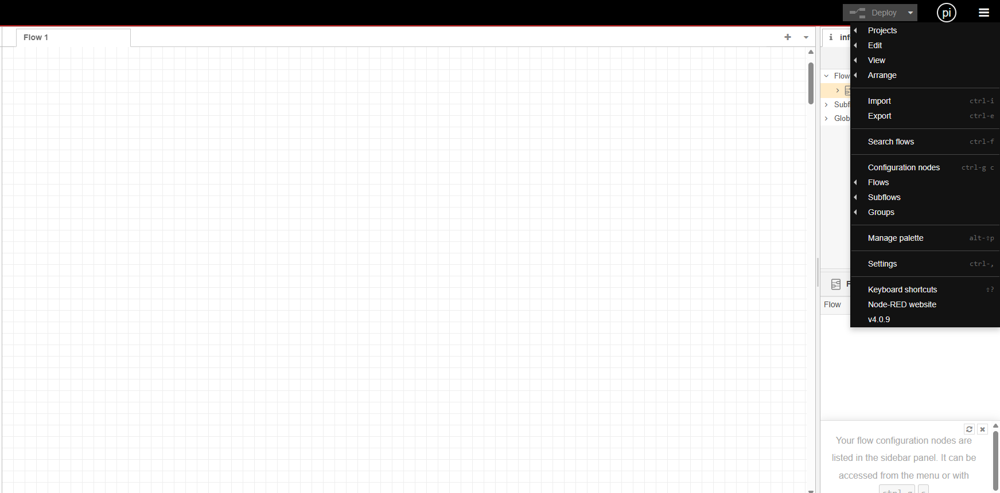 Deploy
pi
Flow 1
inf
Projects
Edit
View
Arrange
Flow
Subf
Glob
Import ctrl-i
Export ctrl-e
Search flows ctrl-f
Configuration nodes ctrl-g c
Flows
Subflows
Groups
Manage palette alt-⇧p
Settings ctrl-,
Keyboard shortcuts ⇧?
Node-RED website
v4.0.9
F
Flow
Your flow configuration nodes are
listed in the sidebar panel. It can be
accessed from the menu or with
ctrl-g c